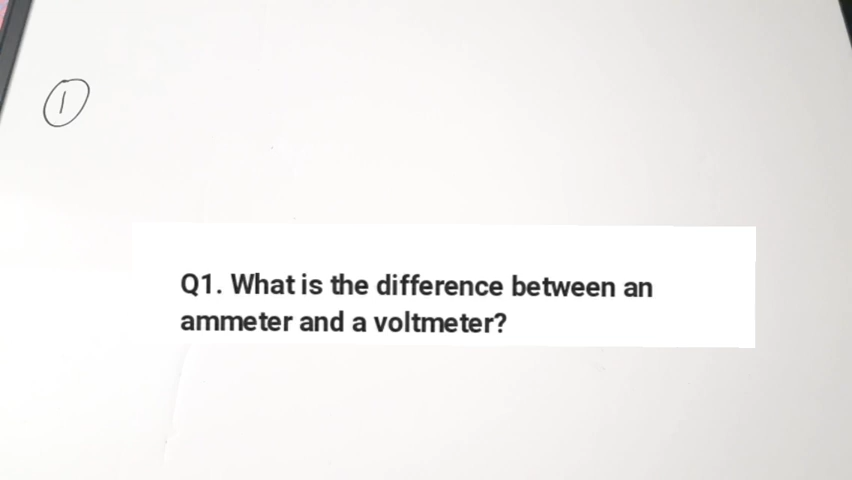 1
Q1. What is the difference between an
ammeter and a voltmeter?